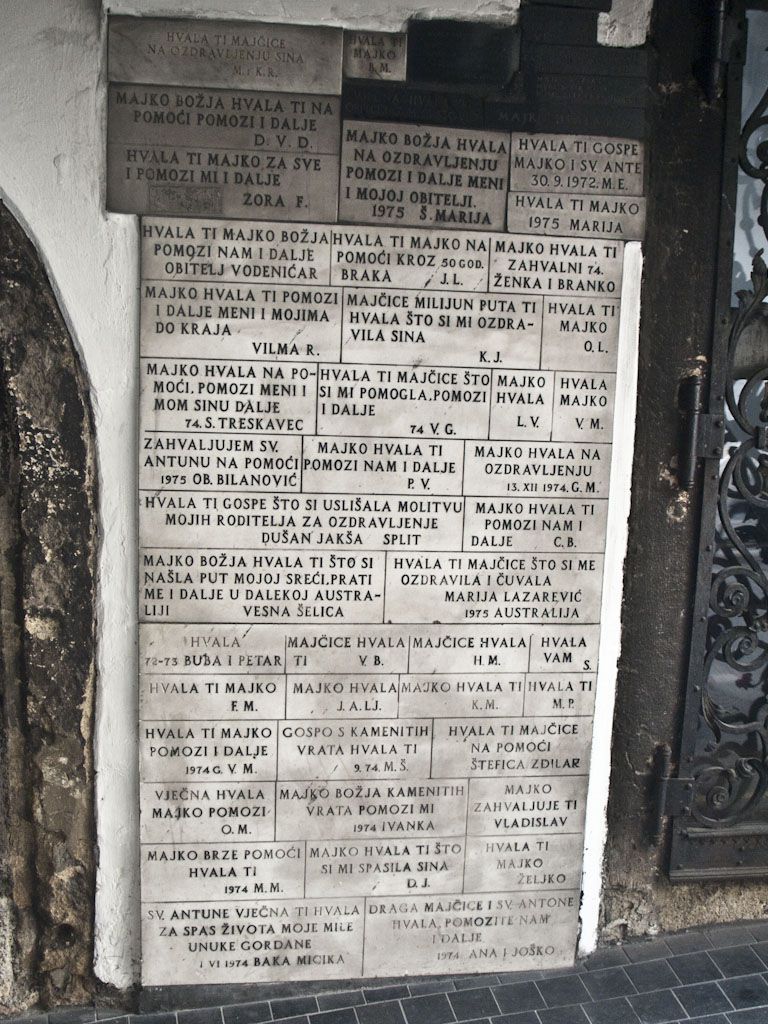 HVALA TI MAJČICE
NA OZDRAVLJENJU SINA
M. i K.R.
HVALA TI
MAJKO
B. M.
MAJKO BOŽJA HVALA TI NA
POMOĆI POMOZI I DALJE
D. V. D.
HVALA TI MAJKO ZA SVE
I POMOZI MI I DALJE
ZORA F.
MAJKO BOŽJA HVALA
NA OZDRAVLJENJU
POMOZI I DALJE MENI
I MOJOJ OBITELJI.
1975 Š. MARIJA
HVALA TI GOSPE
MAJKO I SV. ANTE
30. 9. 1972. M. E.
HVALA TI MAJKO
1975 MARIJA
HVALA TI MAJKO BOŽJA
POMOZI NAM I DALJE
OBITELJ VODENIČAR
HVALA TI MAJKO NA
POMOĆI KROZ 50 GOD.
BRAKA J. L.
MAJKO HVALA TI
ZAHVALNI 74.
ŽENKA I BRANKO
MAJKO HVALA TI POMOZI
I DALJE MENI I MOJIMA
DO KRAJA
VILMA R.
MAJČICE MILIJUN PUTA TI
HVALA ŠTO SI MI OZDRA-
VILA SINA
K. J.
HVALA TI
MAJKO
O. L.
MAJKO HVALA NA PO-
MOĆI, POMOZI MENI I
MOM SINU DALJE
74. S. TRESKAVEC
HVALA TI MAJČICE ŠTO
SI MI POMOGLA, POMOZI
I DALJE
74 V. G.
MAJKO
HVALA
L. V.
HVALA
MAJKO
V. M.
ZAHVALJUJEM SV.
ANTUNU NA POMOĆI
1975 OB. BILANOVIĆ
MAJKO HVALA TI
POMOZI NAM I DALJE
P. V.
MAJKO HVALA NA
OZDRAVLJENJU
13. XII 1974. G. M.
HVALA TI GOSPE ŠTO SI USLIŠALA MOLITVU
MOJIH RODITELJA ZA OZDRAVLJENJE
DUŠAN JAKŠA SPLIT
MAJKO HVALA TI
POMOZI NAM I
DALJE C. B.
MAJKO BOŽJA HVALA TI ŠTO SI
NAŠLA PUT MOJOJ SREĆI, PRATI
ME I DALJE U DALEKOJ AUSTRA-
LIJI VESNA ŠELICA
HVALA TI MAJČICE ŠTO SI ME
OZDRAVILA I ČUVALA
MARIJA LAZAREVIĆ
1975 AUSTRALIJA
HVALA
72-73 BUBA I PETAR
MAJČICE HVALA
TI V. B.
MAJČICE HVALA
H. M.
HVALA
VAM S.
HVALA TI MAJKO
F. M.
MAJKO HVALA
J. A. LJ.
MAJKO HVALA TI
K. M.
HVALA TI
M. P.
HVALA TI MAJKO
POMOZI I DALJE
1974 G. V. M.
GOSPO S KAMENITIH
VRATA HVALA TI
9. 74. M. Š.
HVALA TI MAJČICE
NA POMOĆI
ŠTEFICA ZDILAR
VJEČNA HVALA
MAJKO POMOZI
O. M.
MAJKO BOŽJA KAMENITIH
VRATA POMOZI MI
1974 IVANKA
MAJKO
ZAHVALJUJE TI
VLADISLAV
MAJKO BRZE POMOĆI
HVALA TI
1974 M. M.
MAJKO HVALA TI ŠTO
SI MI SPASILA SINA
D. J.
HVALA TI
MAJKO
ŽELJKO
SV. ANTUNE VJEČNA TI HVALA
ZA SPAS ŽIVOTA MOJE MILE
UNUKE GORDANE
1 VI 1974 BAKA MICIKA
DRAGA MAJČICE I SV. ANTONE
HVALA, POMOZITE NAM
I DALJE
1974 ANA I JOŠKO